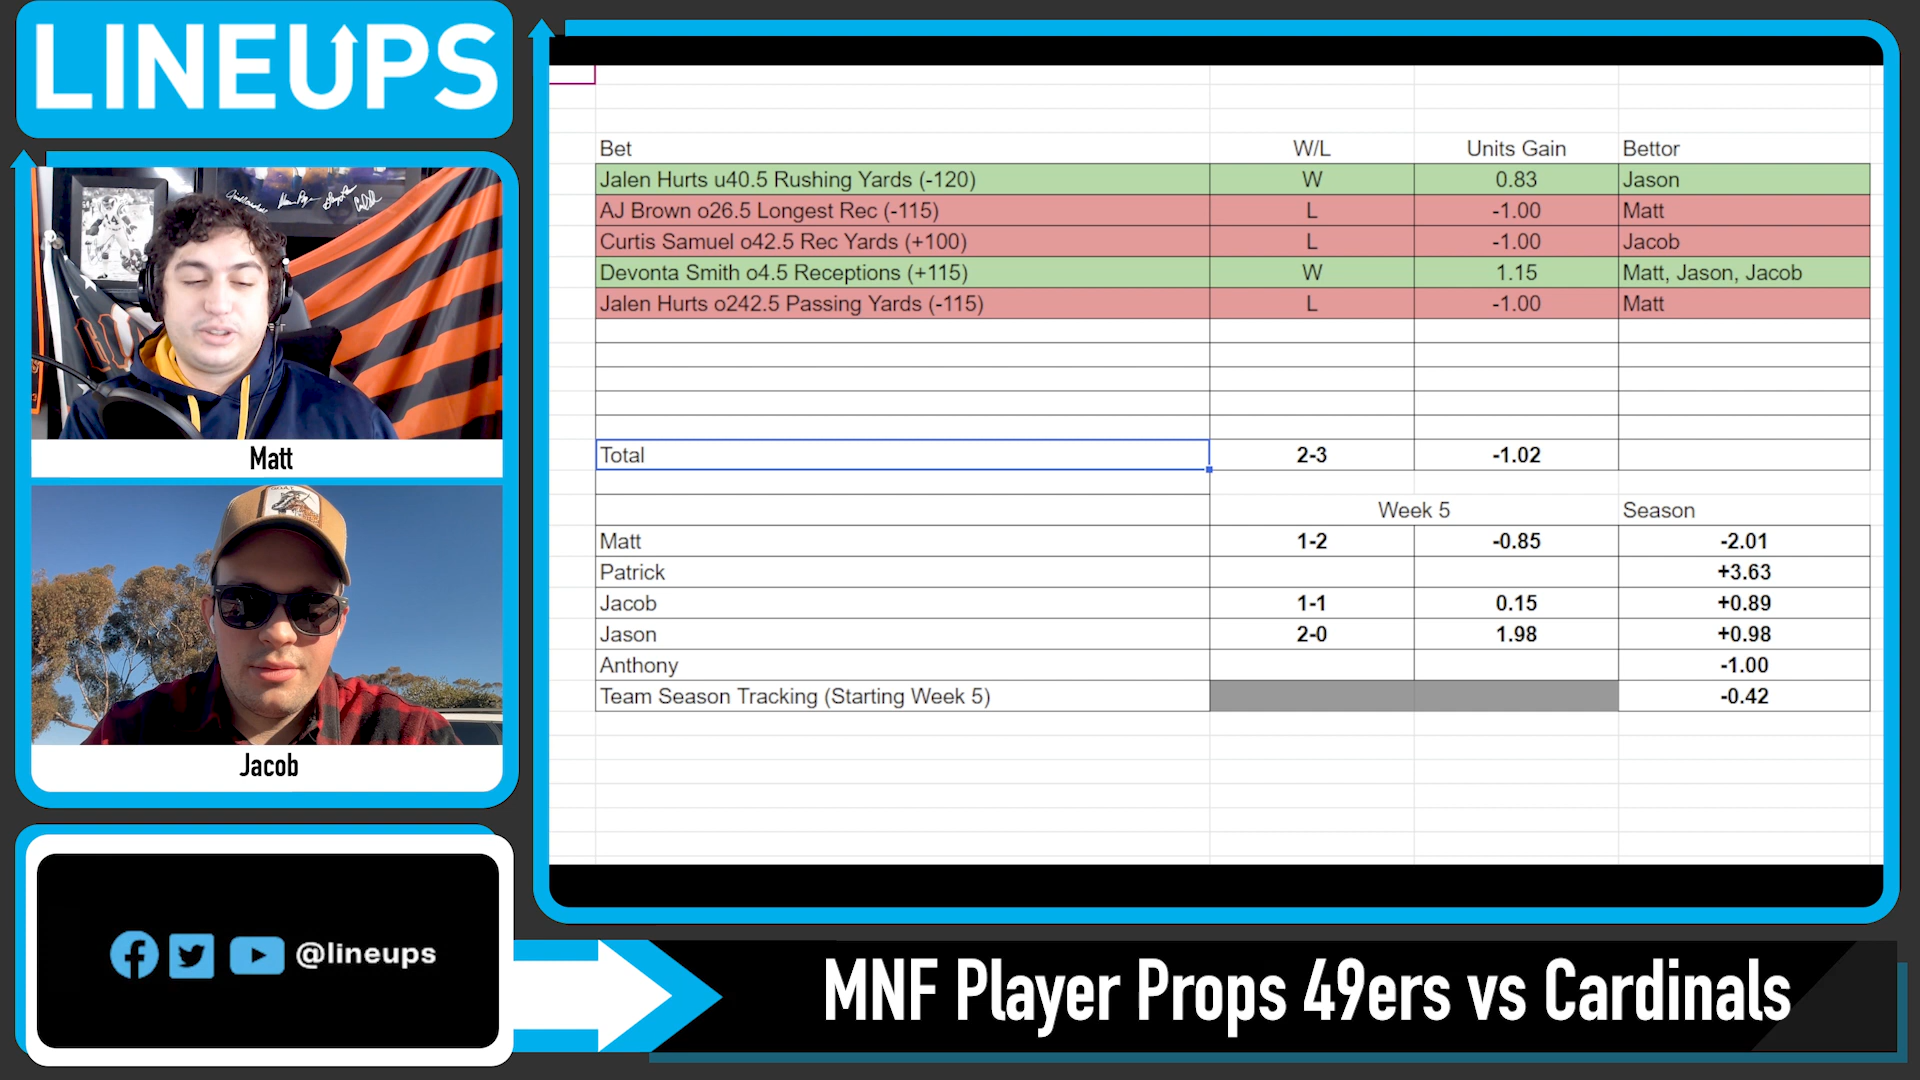 LINEUPS
Matt
Jacob
@lineups
Bet W/L Units Gain Bettor
Jalen Hurts u40.5 Rushing Yards (-120) W 0.83 Jason
AJ Brown o26.5 Longest Rec (-115) L -1.00 Matt
Curtis Samuel o42.5 Rec Yards (+100) L -1.00 Jacob
Devonta Smith o4.5 Receptions (+115) W 1.15 Matt, Jason, Jacob
Jalen Hurts o242.5 Passing Yards (-115) L -1.00 Matt
Total 2-3 -1.02
Week 5 Season
Matt 1-2 -0.85 -2.01
Patrick +3.63
Jacob 1-1 0.15 +0.89
Jason 2-0 1.98 +0.98
Anthony -1.00
Team Season Tracking (Starting Week 5) -0.42
MNF Player Props 49ers vs Cardinals